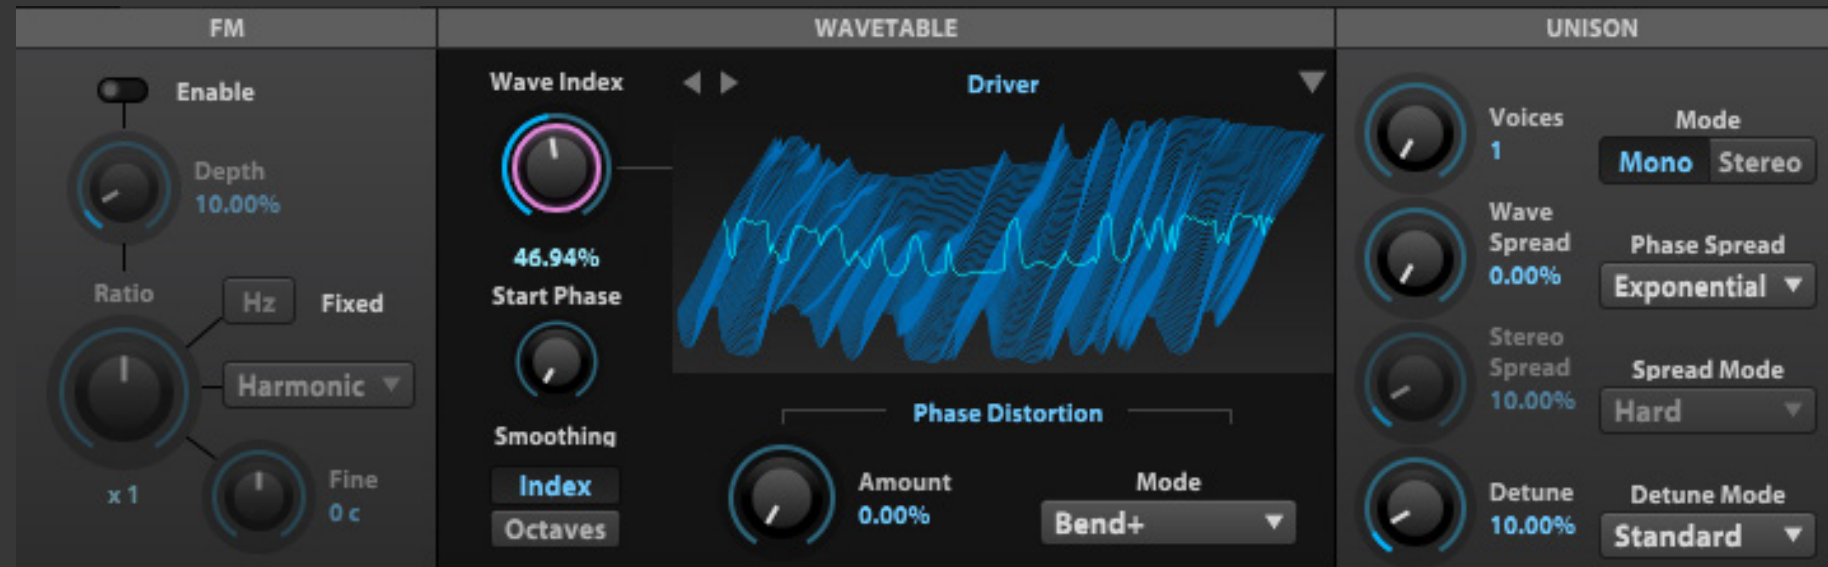 FM
Enable
Depth
10.00%
Ratio
Hz
Fixed
Harmonic
x 1
Fine
0 c
WAVETABLE
Wave Index
46.94%
Start Phase
Smoothing
Index
Octaves
Driver
Phase Distortion
Amount
0.00%
Mode
Bend+
UNISON
Voices
1
Mode
Mono
Stereo
Wave
Spread
0.00%
Phase Spread
Exponential
Stereo
Spread
10.00%
Spread Mode
Hard
Detune
10.00%
Detune Mode
Standard